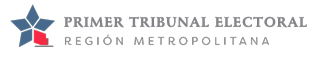 PRIMER TRIBUNAL ELECTORAL
REGIÓN METROPOLITANA